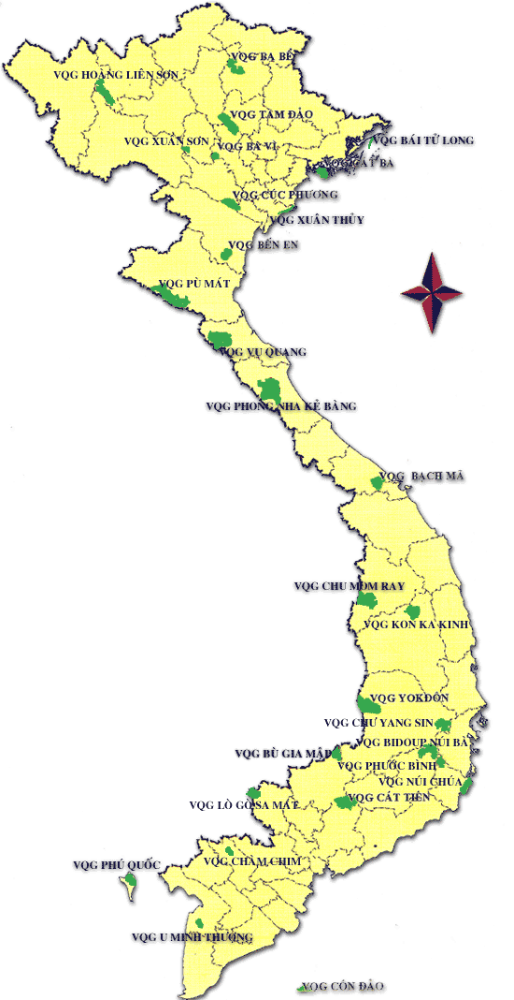 VQG BA BỂ
VQG HOÀNG LIÊN SƠN
VQG TAM ĐẢO
VQG XUÂN SƠN
VQG BA VÌ
VQG BÁI TỬ LONG
VQG CÁT BÀ
VQG CÚC PHƯƠNG
VQG XUÂN THỦY
VQG BẾN EN
VQG PÙ MÁT
VQG VU QUANG
VQG PHONG NHA KẺ BÀNG
VQG BẠCH MÃ
VQG CHU MOM RAY
VQG KON KA KINH
VQG YOKĐÔN
VQG CHƯ YANG SIN
VQG BIDOUP NÚI BÀ
VQG BÙ GIA MẬP
VQG PHƯỚC BÌNH
VQG NÚI CHÚA
VQG CÁT TIÊN
VQG LÒ GÒ SA MÁT
VQG CHÀM CHIM
VQG PHÚ QUỐC
VQG U MINH THƯỢNG
VQG CÔN ĐẢO